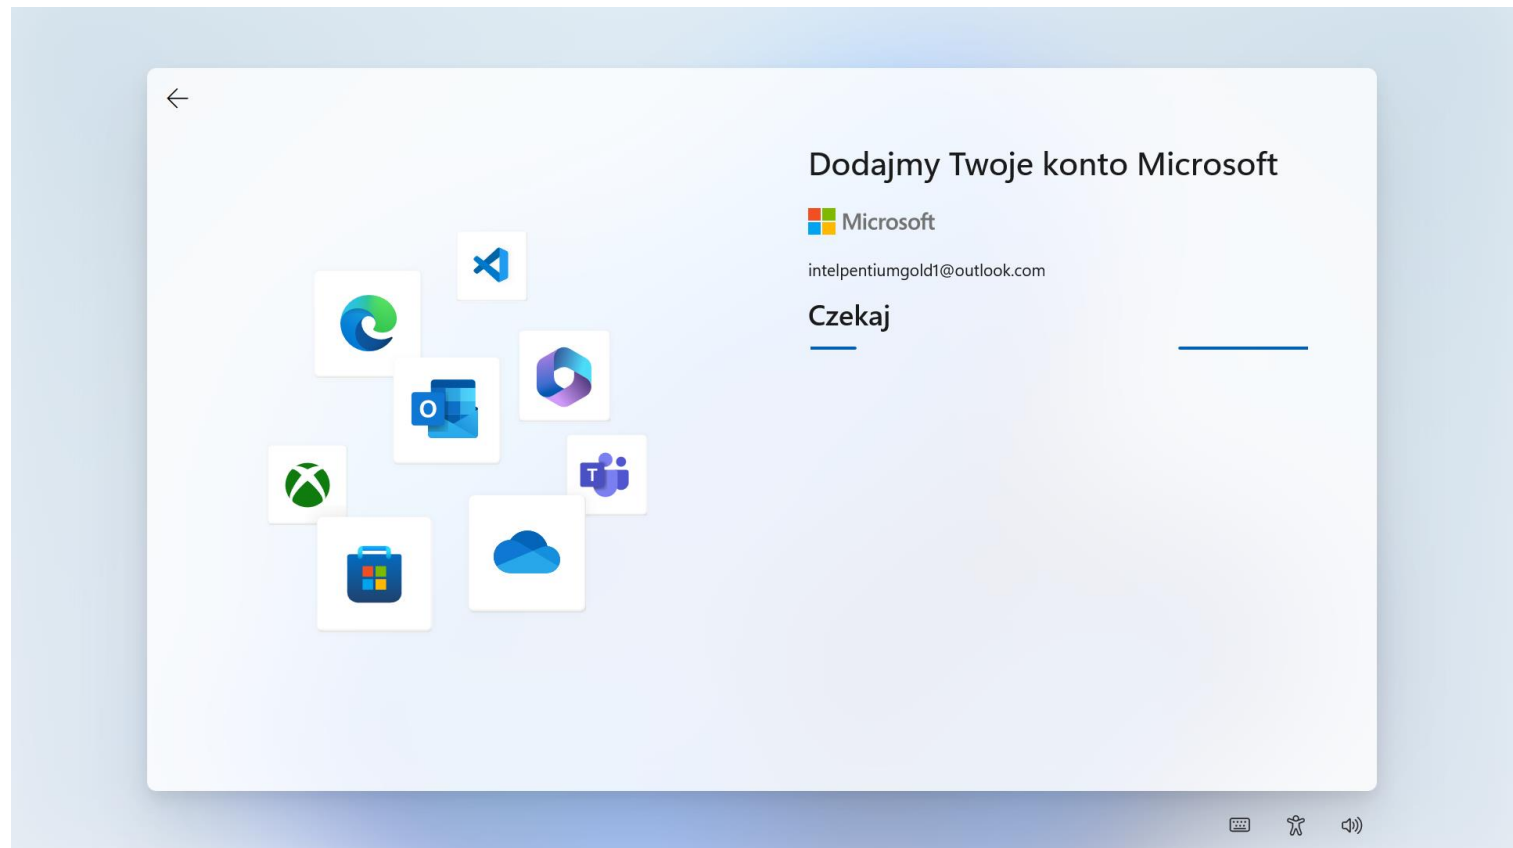 Dodajmy Twoje konto Microsoft
Microsoft
intelpentiumgold1@outlook.com
Czekaj
O
T